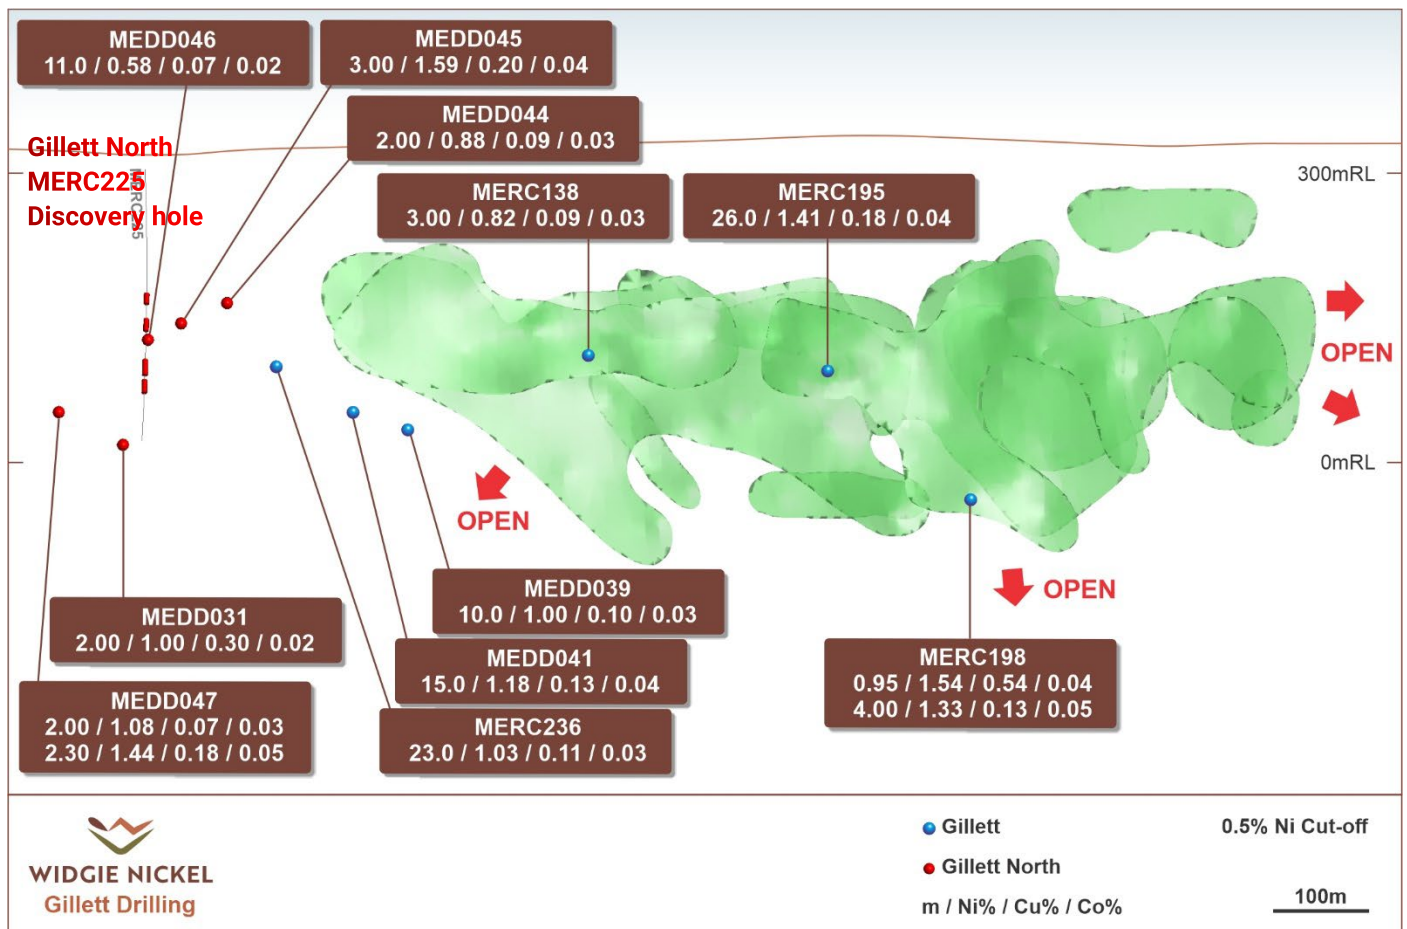 MEDD046
11.0 / 0.58 / 0.07 / 0.02
MEDD045
3.00 / 1.59 / 0.20 / 0.04
MEDD044
2.00 / 0.88 / 0.09 / 0.03
Gillett North
MERC225
Discovery hole
MERC138
3.00 / 0.82 / 0.09 / 0.03
MERC195
26.0 / 1.41 / 0.18 / 0.04
300mRL
OPEN
0mRL
OPEN
OPEN
MEDD039
10.0 / 1.00 / 0.10 / 0.03
MEDD031
2.00 / 1.00 / 0.30 / 0.02
MEDD041
15.0 / 1.18 / 0.13 / 0.04
MERC198
0.95 / 1.54 / 0.54 / 0.04
4.00 / 1.33 / 0.13 / 0.05
MEDD047
2.00 / 1.08 / 0.07 / 0.03
2.30 / 1.44 / 0.18 / 0.05
MERC236
23.0 / 1.03 / 0.11 / 0.03
WIDGIE NICKEL
Gillett Drilling
Gillett
Gillett North
m / Ni% / Cu% / Co%
0.5% Ni Cut-off
100m